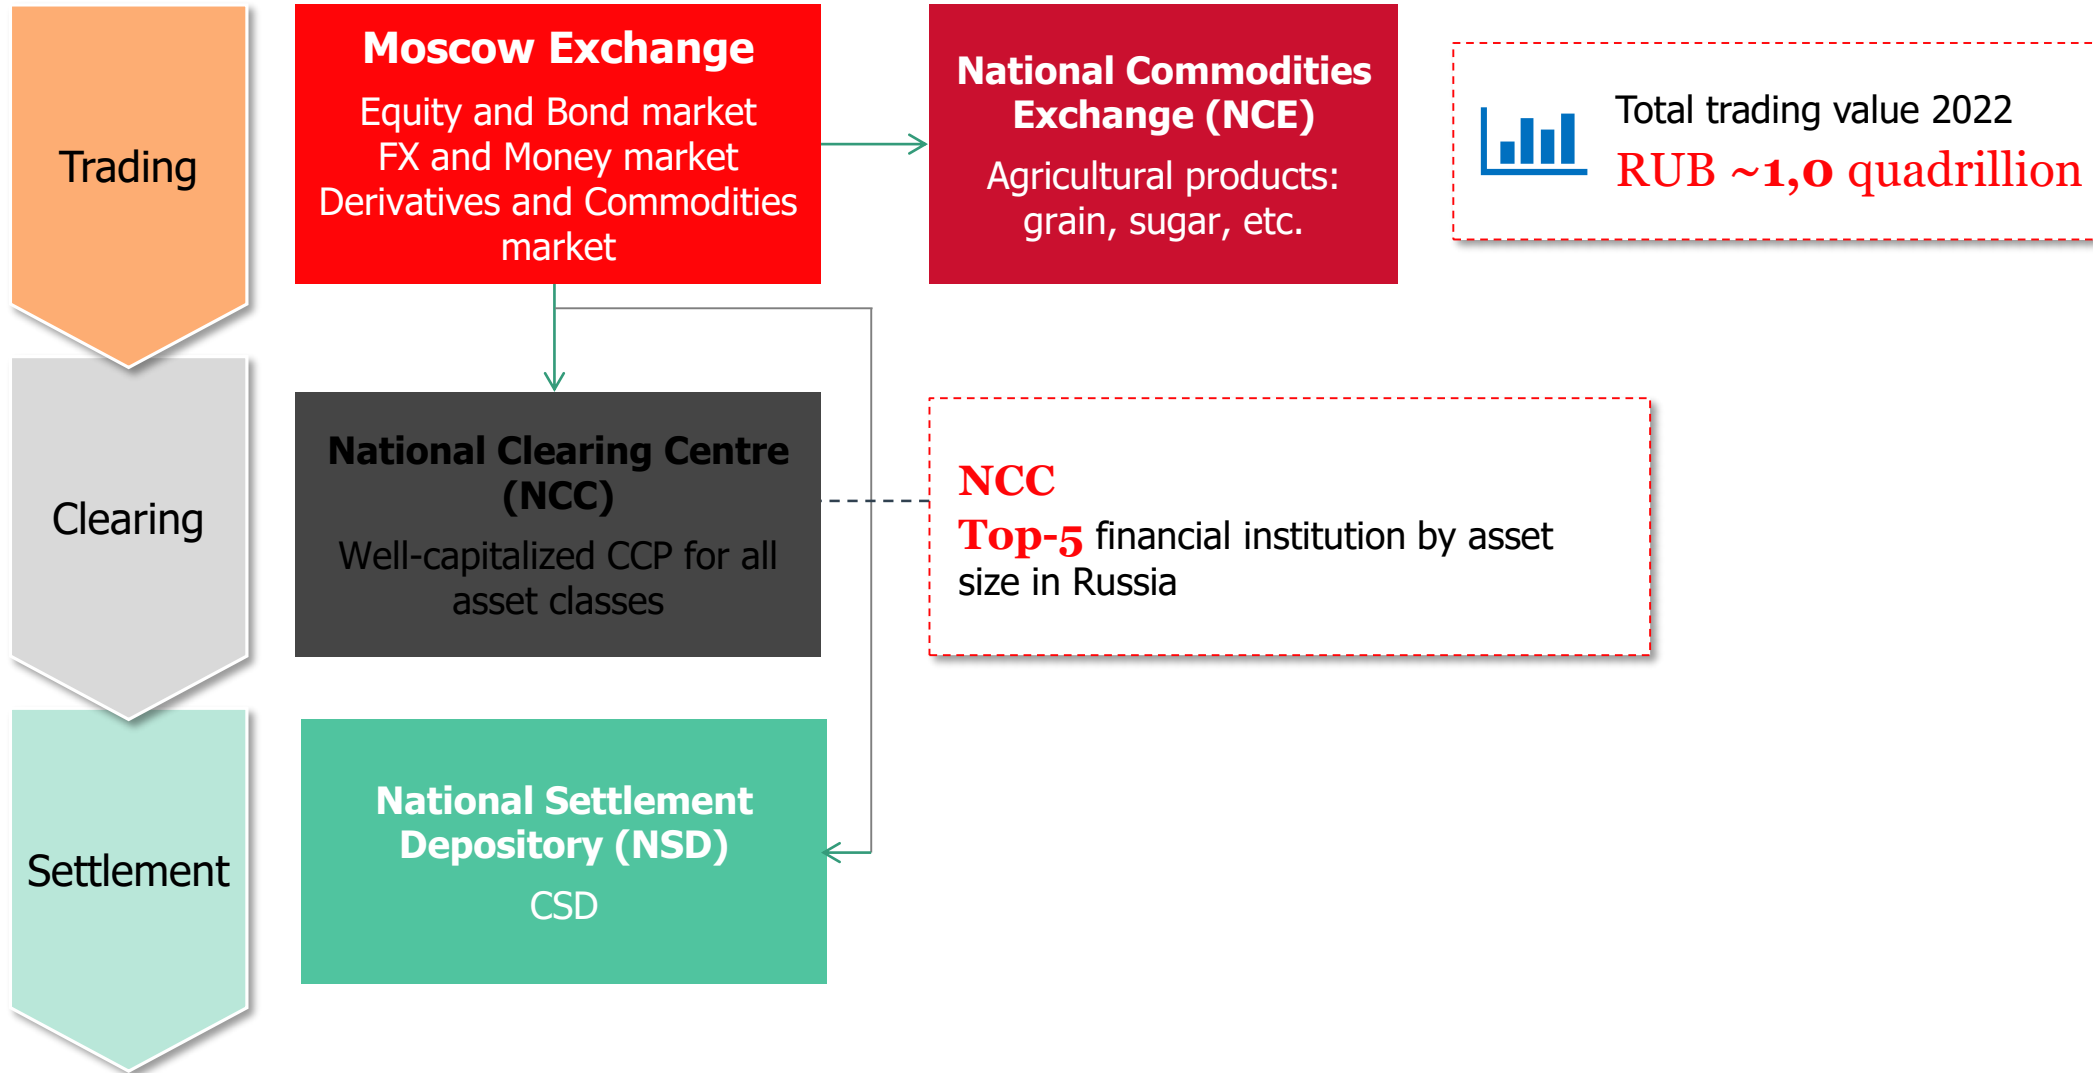 Trading
Moscow Exchange
Equity and Bond market
FX and Money market
Derivatives and Commodities
market
National Commodities
Exchange (NCE)
Agricultural products:
grain, sugar, etc.
Total trading value 2022
RUB ~1,0 quadrillion
Clearing
National Clearing Centre
(NCC)
Well-capitalized CCP for all
asset classes
NCC
Top-5 financial institution by asset
size in Russia
Settlement
National Settlement
Depository (NSD)
CSD